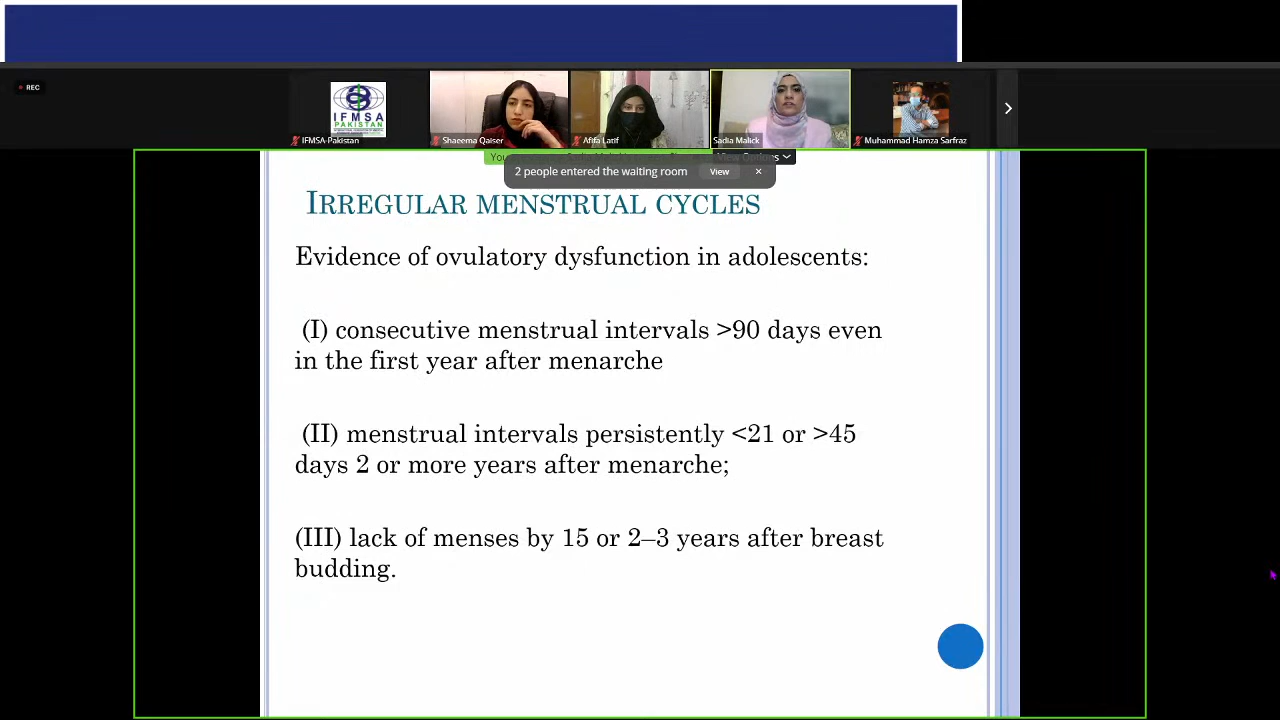 REC
IFMSA
PAKISTAN
IFMSA-Pakistan
Shaeema Qaiser
Afifa Latif
Sadia Malick
Muhammad Hamza Sarfraz
You
View Options
2 people entered the waiting room View
IRREGULAR MENSTRUAL CYCLES
Evidence of ovulatory dysfunction in adolescents:
(I) consecutive menstrual intervals >90 days even
in the first year after menarche
(II) menstrual intervals persistently <21 or >45
days 2 or more years after menarche;
(III) lack of menses by 15 or 2–3 years after breast
budding.